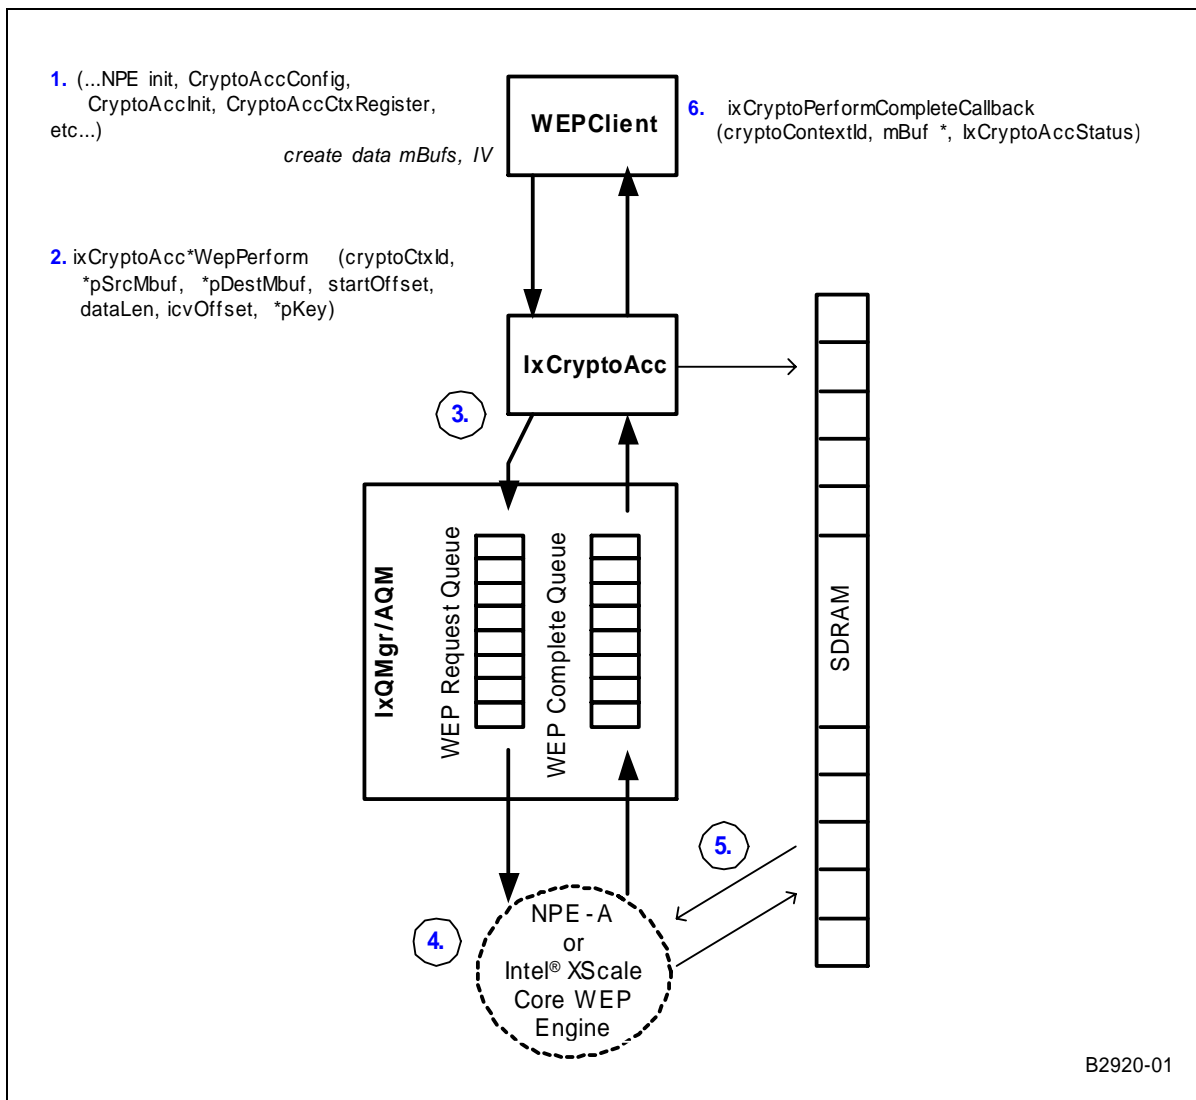 1. (...NPE init, CryptoAccConfig,
CryptoAccInit, CryptoAccCtxRegister,
etc...)
create data mBufs, IV
WEPClient
6. ixCryptoPerformCompleteCallback
(cryptoContextId, mBuf *, IxCryptoAccStatus)
2. ixCryptoAcc*WepPerform (cryptoCtxId,
*pSrcMbuf, *pDestMbuf, startOffset,
dataLen, icvOffset, *pKey)
IxCryptoAcc
3.
IxQMgr/AQM
WEP Request Queue
WEP Complete Queue
SDRAM
5.
4.
NPE - A
or
Intel® XScale
Core WEP
Engine
B2920-01